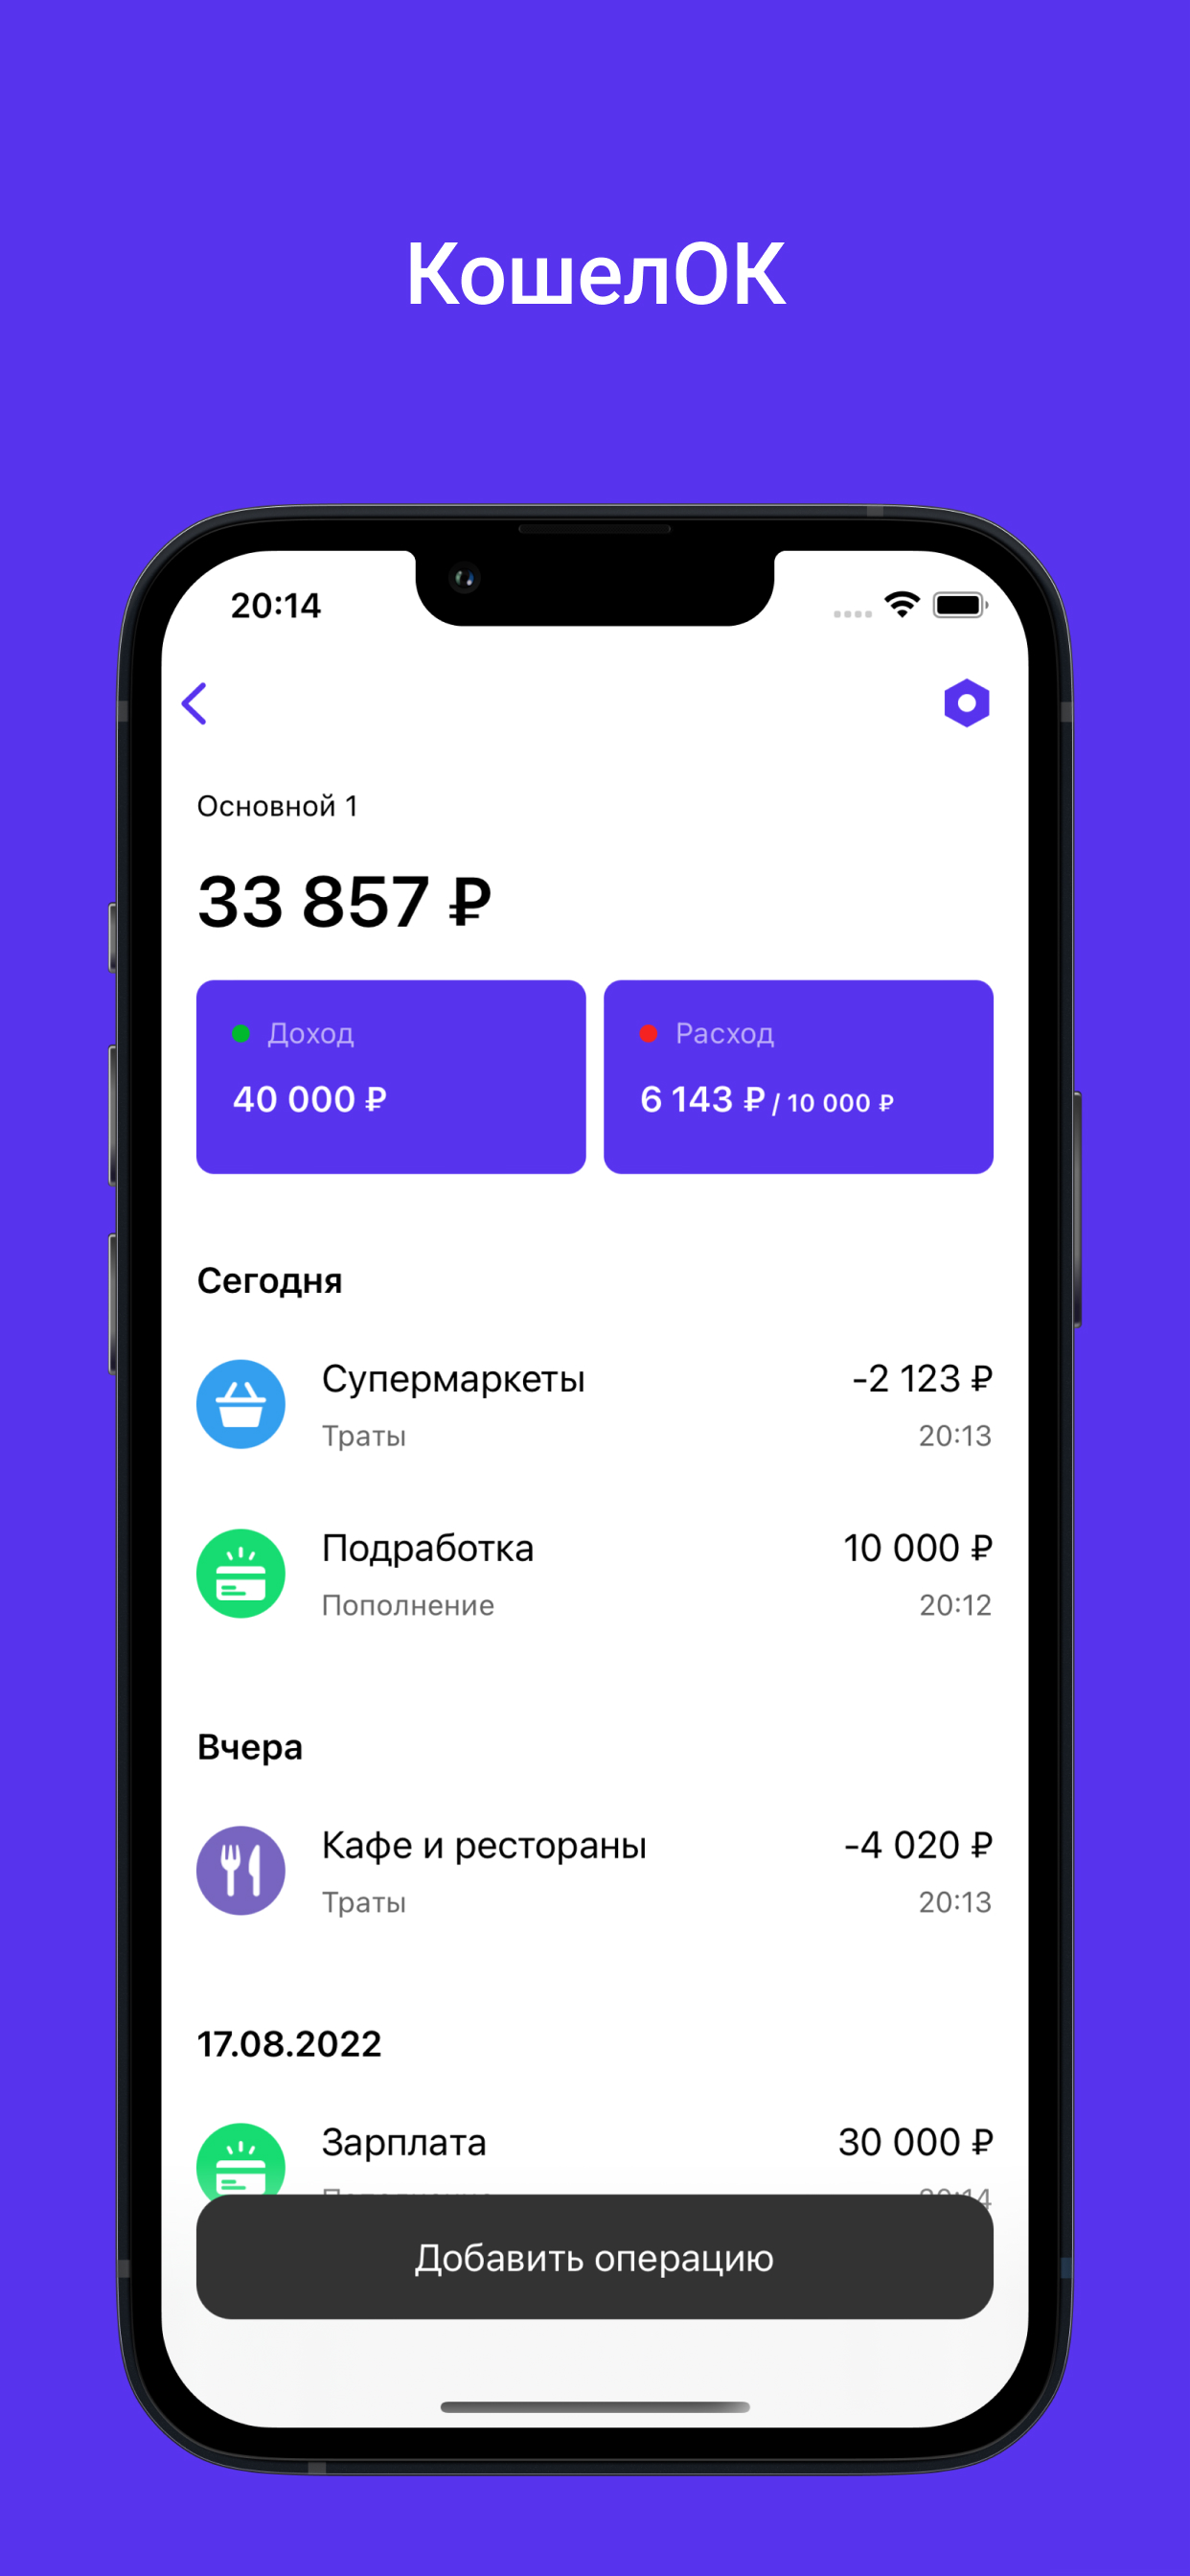 КошелОК
20:14
Основной 1
33 857 ₽
Доход
40 000 ₽
Расход
6 143 ₽ / 10 000 ₽
Сегодня
Супермаркеты
-2 123 ₽
Траты
20:13
Подработка
10 000 ₽
Пополнение
20:12
Вчера
Кафе и рестораны
-4 020 ₽
Траты
20:13
17.08.2022
Зарплата
30 000 ₽
Добавить операцию